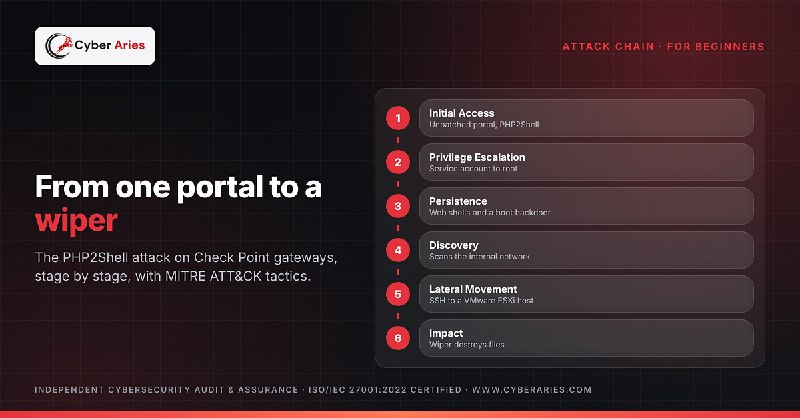 Cyber Aries
ATTACK CHAIN · FOR BEGINNERS
From one portal to a
wiper
The PHP2Shell attack on Check Point gateways,
stage by stage, with MITRE ATT&CK tactics.
1
Initial Access
Unpatched portal, PHP2Shell
2
Privilege Escalation
Service account to root
3
Persistence
Web shells and a boot backdoor
4
Discovery
Scans the internal network
5
Lateral Movement
SSH to a VMware ESXi host
6
Impact
Wiper destroys files
INDEPENDENT CYBERSECURITY AUDIT & ASSURANCE · ISO/IEC 27001:2022 CERTIFIED · WWW.CYBERARIES.COM